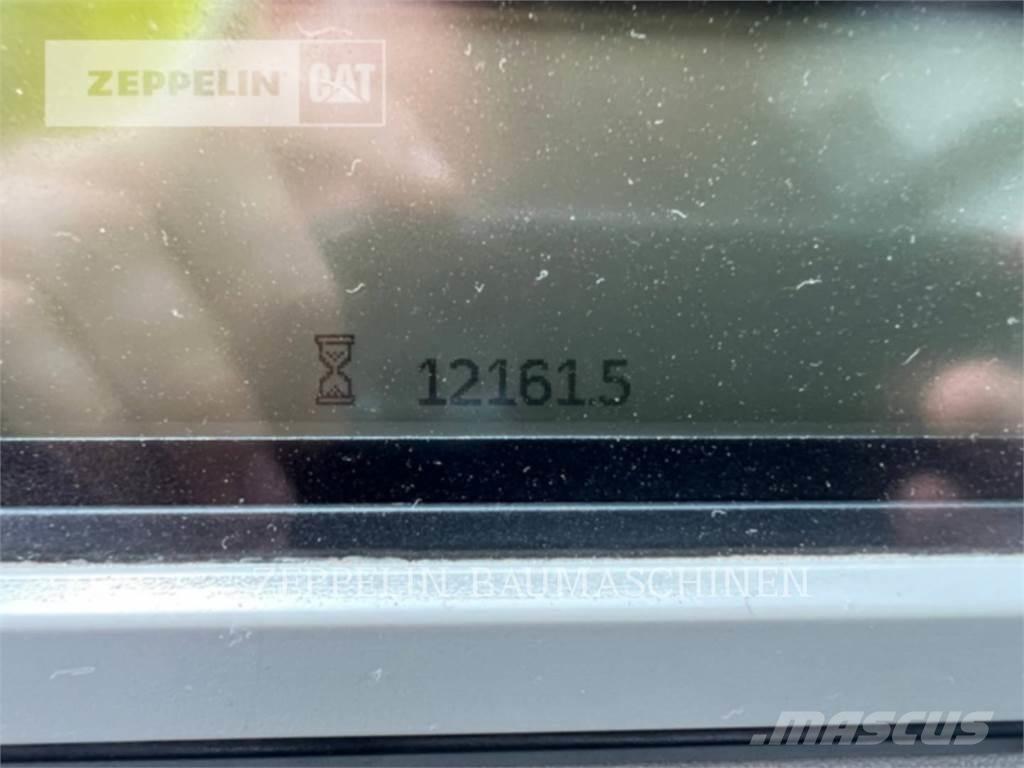 ZEPPELIN CAT
12161.5
ZEPPELIN BAUMASCHINEN
MASCUS